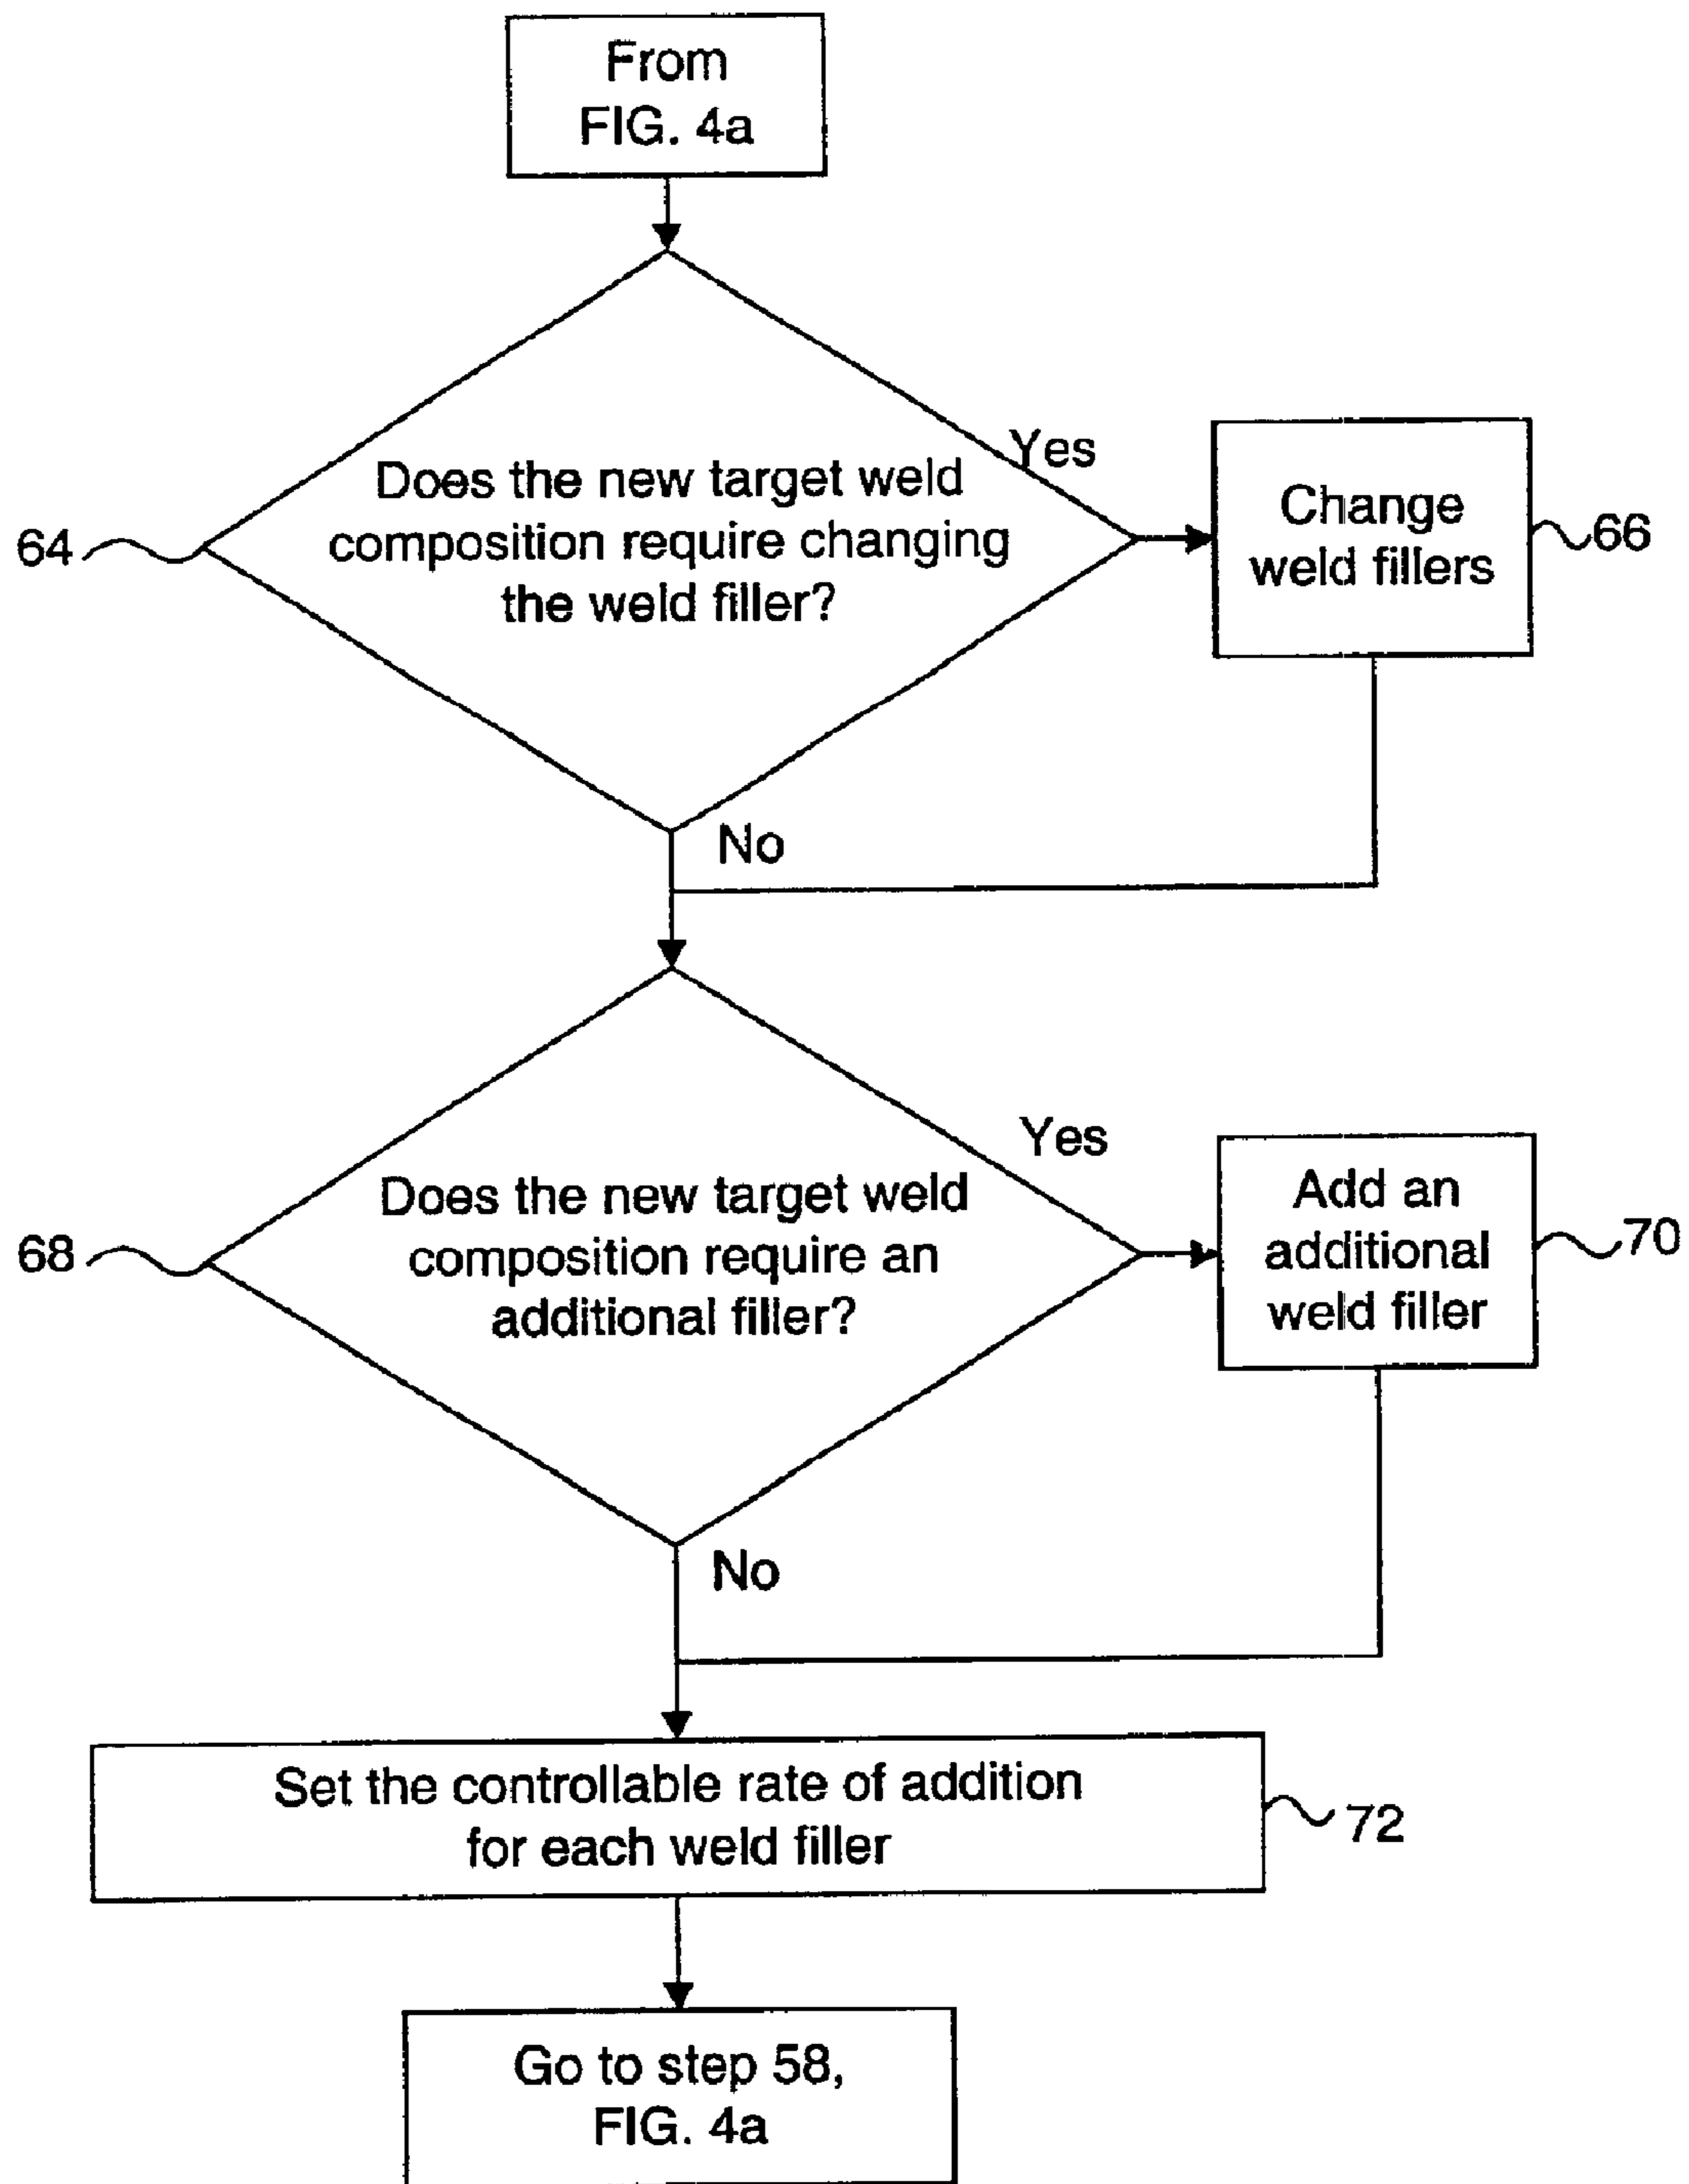 From
FIG. 4a
Does the new target weld
composition require changing
the weld filler?
64
Yes
Change
weld fillers
66
No
Does the new target weld
composition require an
additional filler?
68
Yes
Add an
additional
weld filler
70
No
Set the controllable rate of addition
for each weld filler
72
Go to step 58,
FIG. 4a